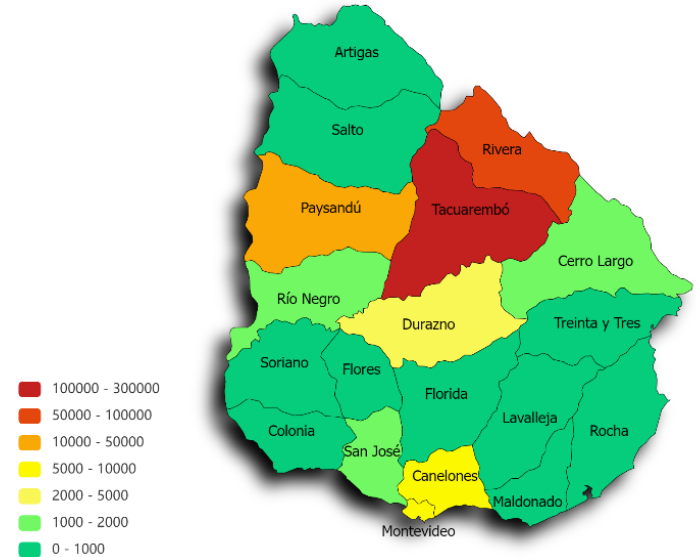 Artigas
Salto
Rivera
Paysandú
Tacuarembó
Cerro Largo
Río Negro
Durazno
Treinta y Tres
Soriano
Flores
Florida
Lavalleja
Colonia
Rocha
San José
Canelones
Maldonado
Montevideo
100000 - 300000
50000 - 100000
10000 - 50000
5000 - 10000
2000 - 5000
1000 - 2000
0 - 1000